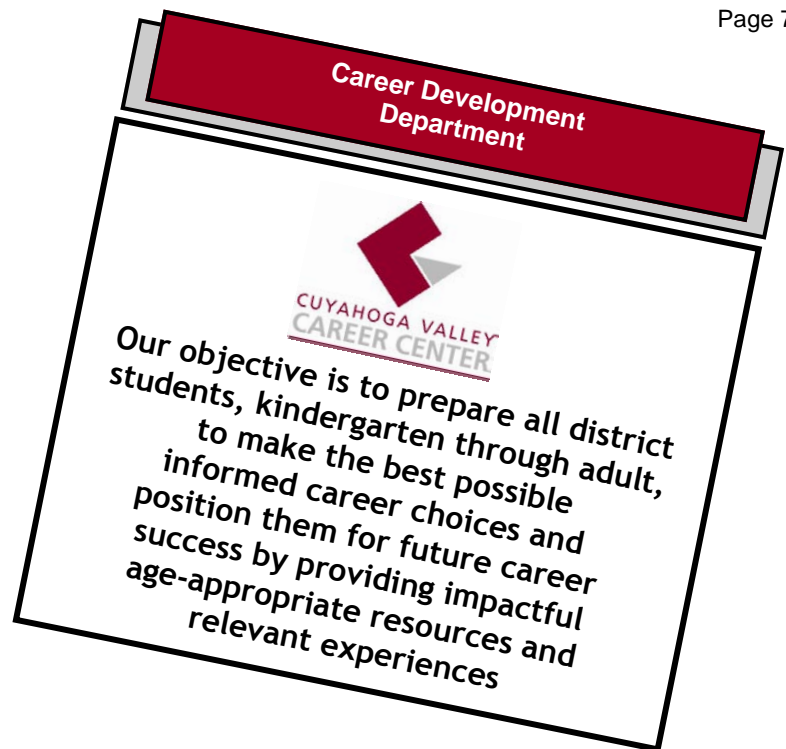 Page 7
Career Development
Department
CUYAHOGA VALLEY
CAREER CENTER
Our objective is to prepare all district
students, kindergarten through adult,
to make the best possible
informed career choices and
position them for future career
success by providing impactful
age-appropriate resources and
relevant experiences